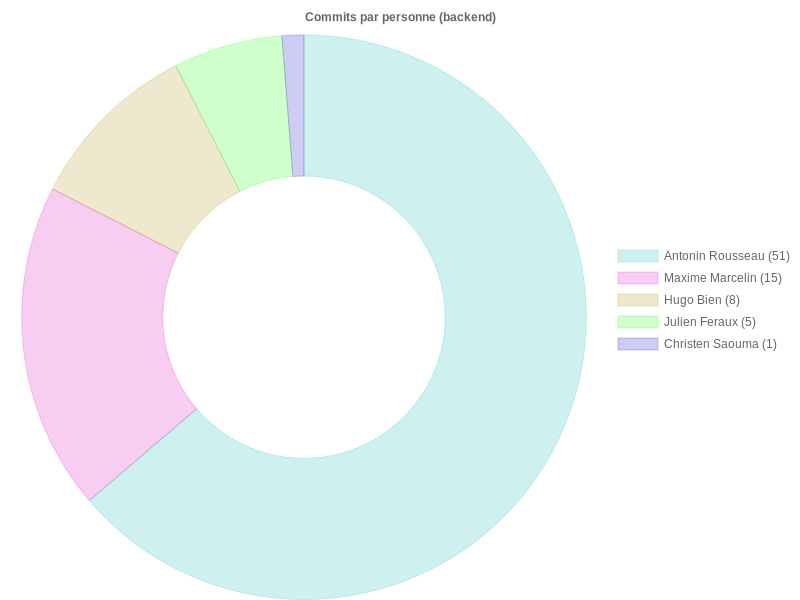 Commits par personne (backend)
Antonin Rousseau (51)
Maxime Marcelin (15)
Hugo Bien (8)
Julien Feraux (5)
Christen Saouma (1)